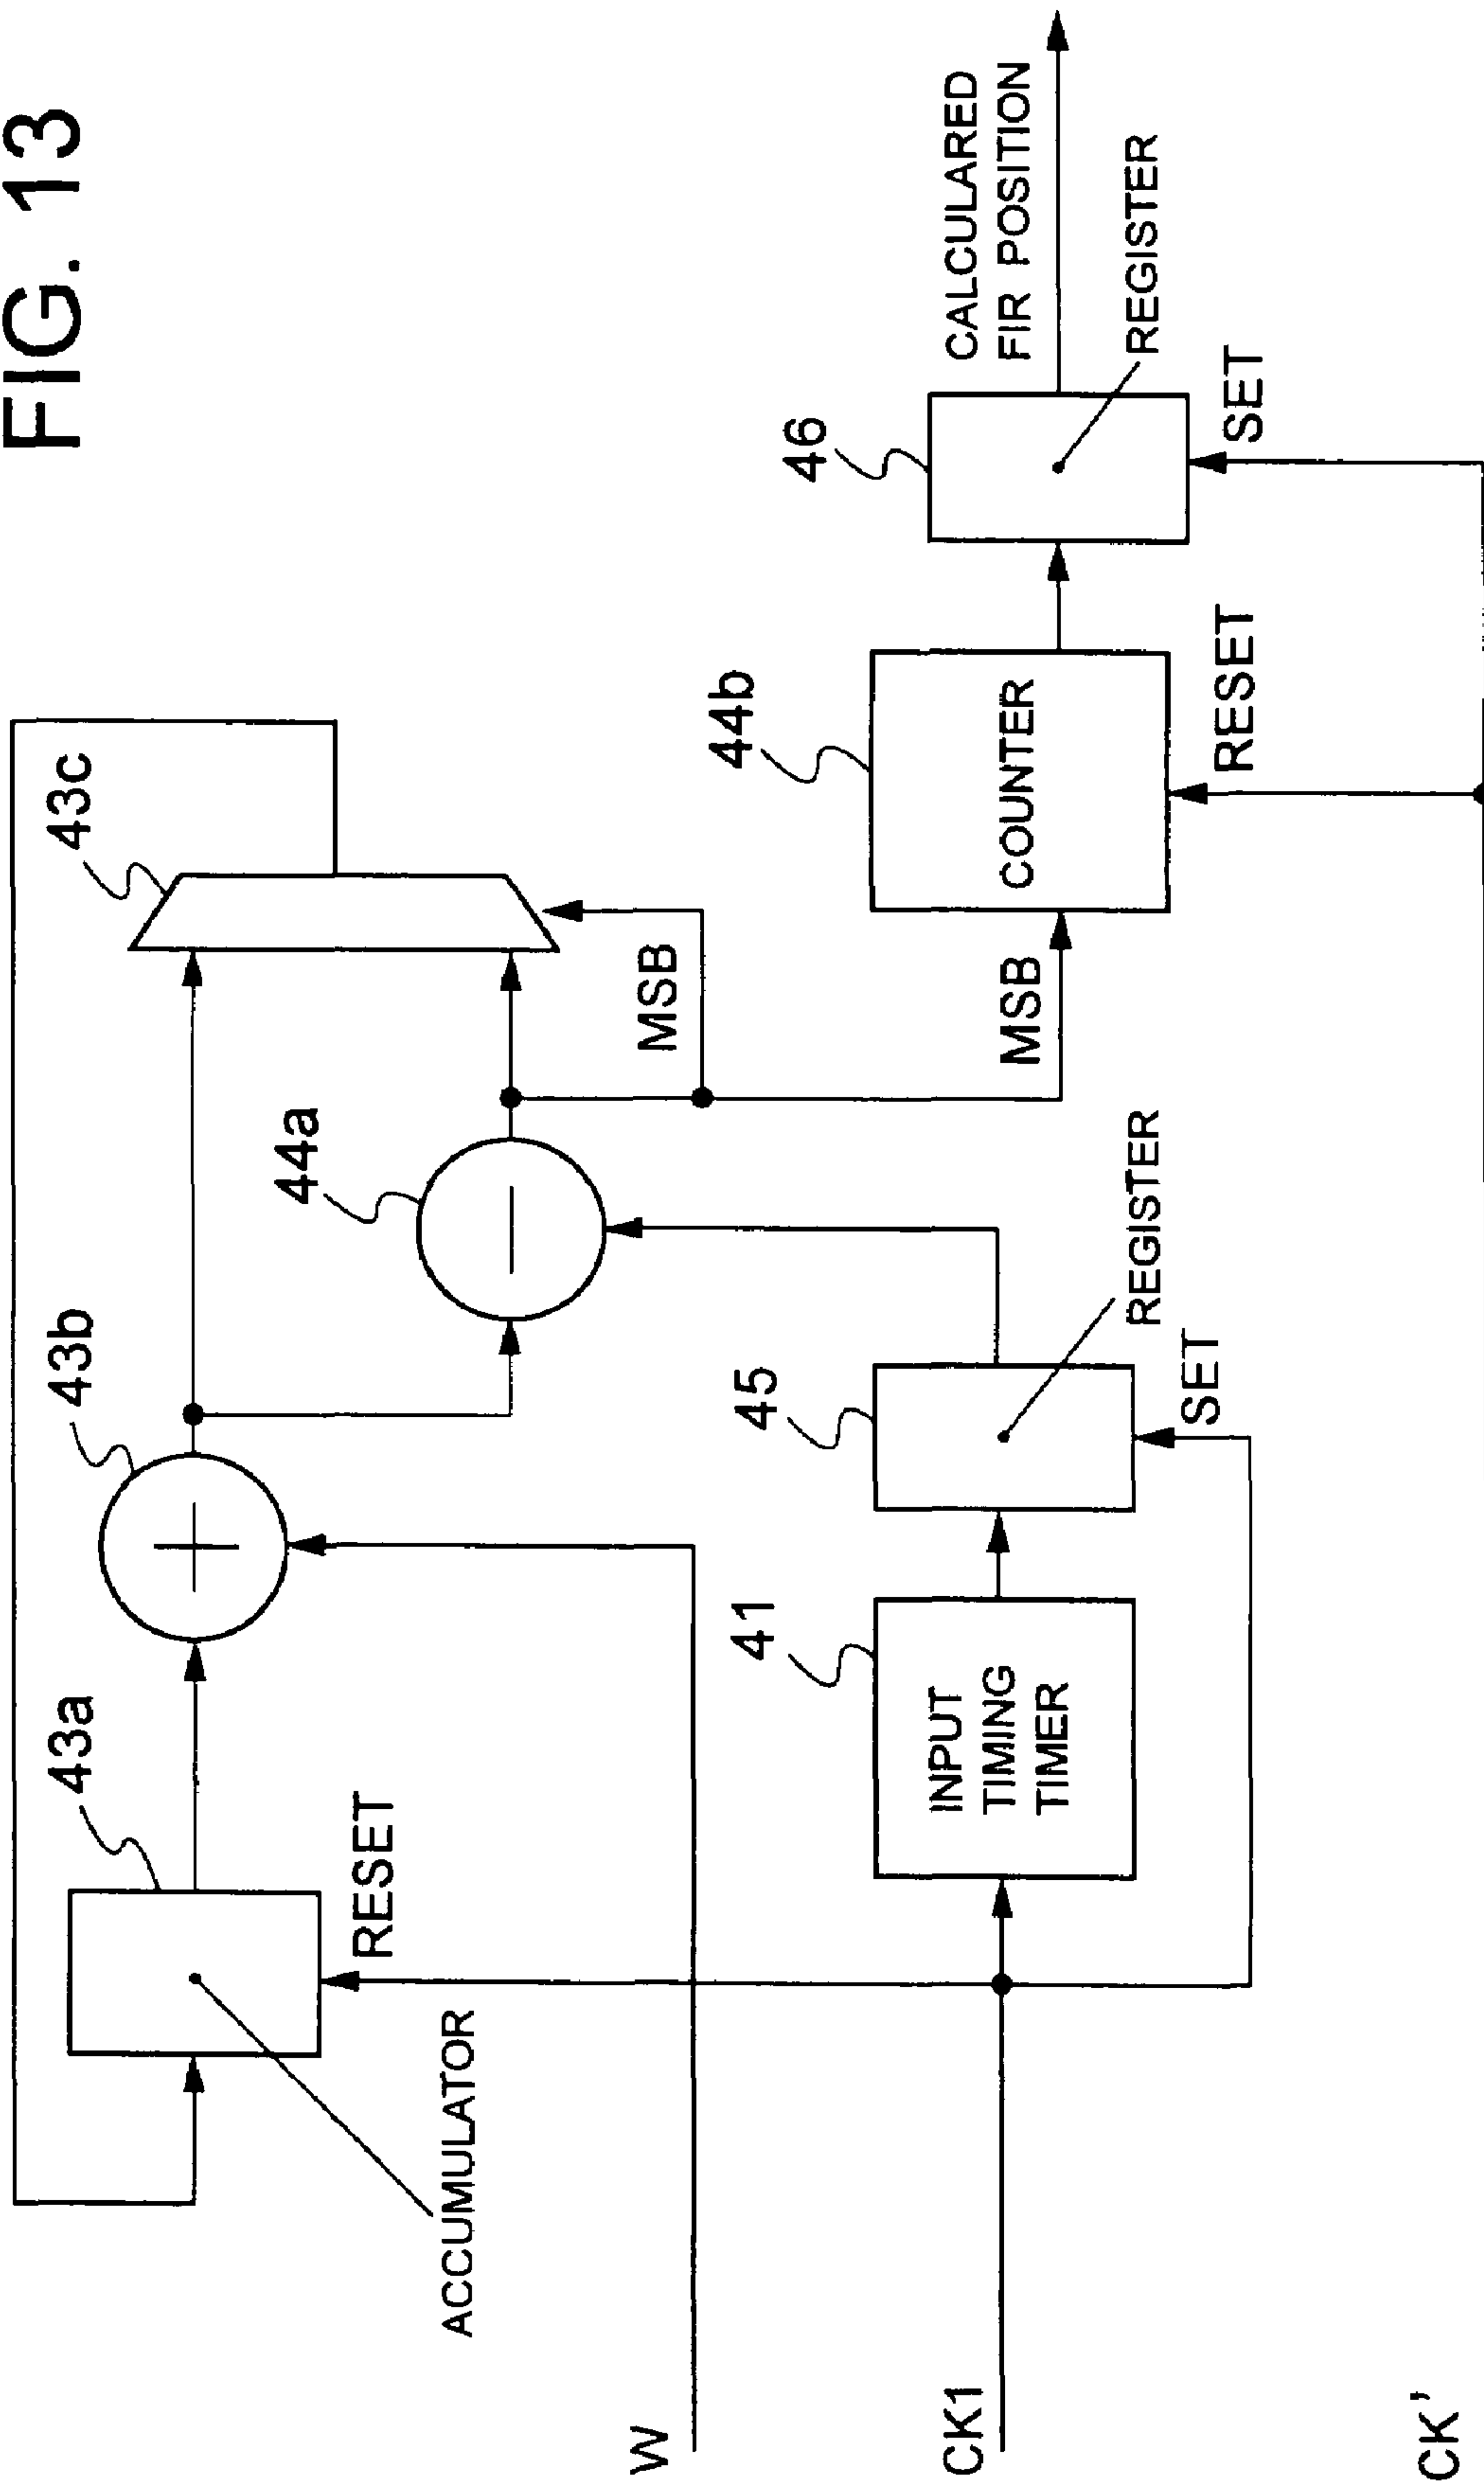 FIG. 13
43a
43b
43c
ACCUMULATOR
RESET
44a
W
MSB
41
45
44b
46
INPUT
TIMING
TIMER
CK1
REGISTER
SET
MSB
COUNTER
RESET
CALCULARED
FIR POSITION
REGISTER
SET
CK'